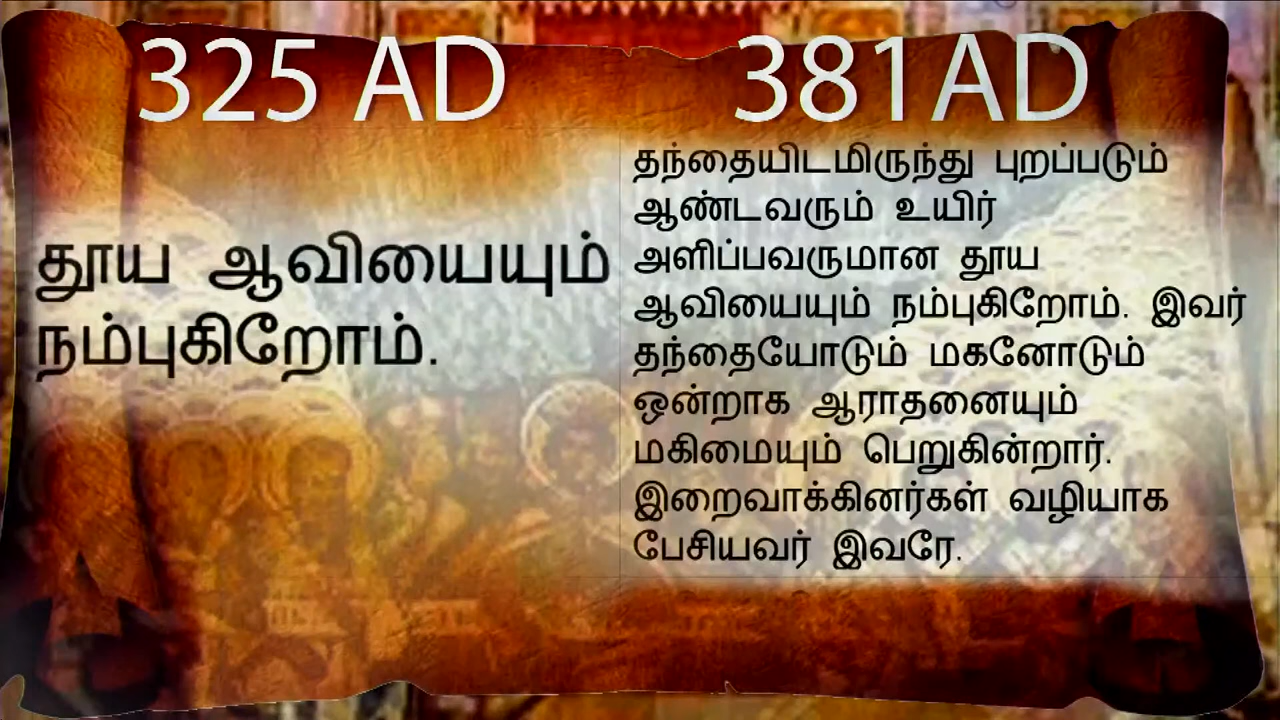 325 AD
தூய ஆவியையும்
நம்புகிறோம்.
381AD
தந்தையிடமிருந்து புறப்படும்
ஆண்டவரும் உயிர்
அளிப்பவருமான தூய
ஆவியையும் நம்புகிறோம். இவர்
தந்தையோடும் மகனோடும்
ஒன்றாக ஆராதனையும்
மகிமையும் பெறுகின்றார்.
இறைவாக்கினர்கள் வழியாக
பேசியவர் இவரே.